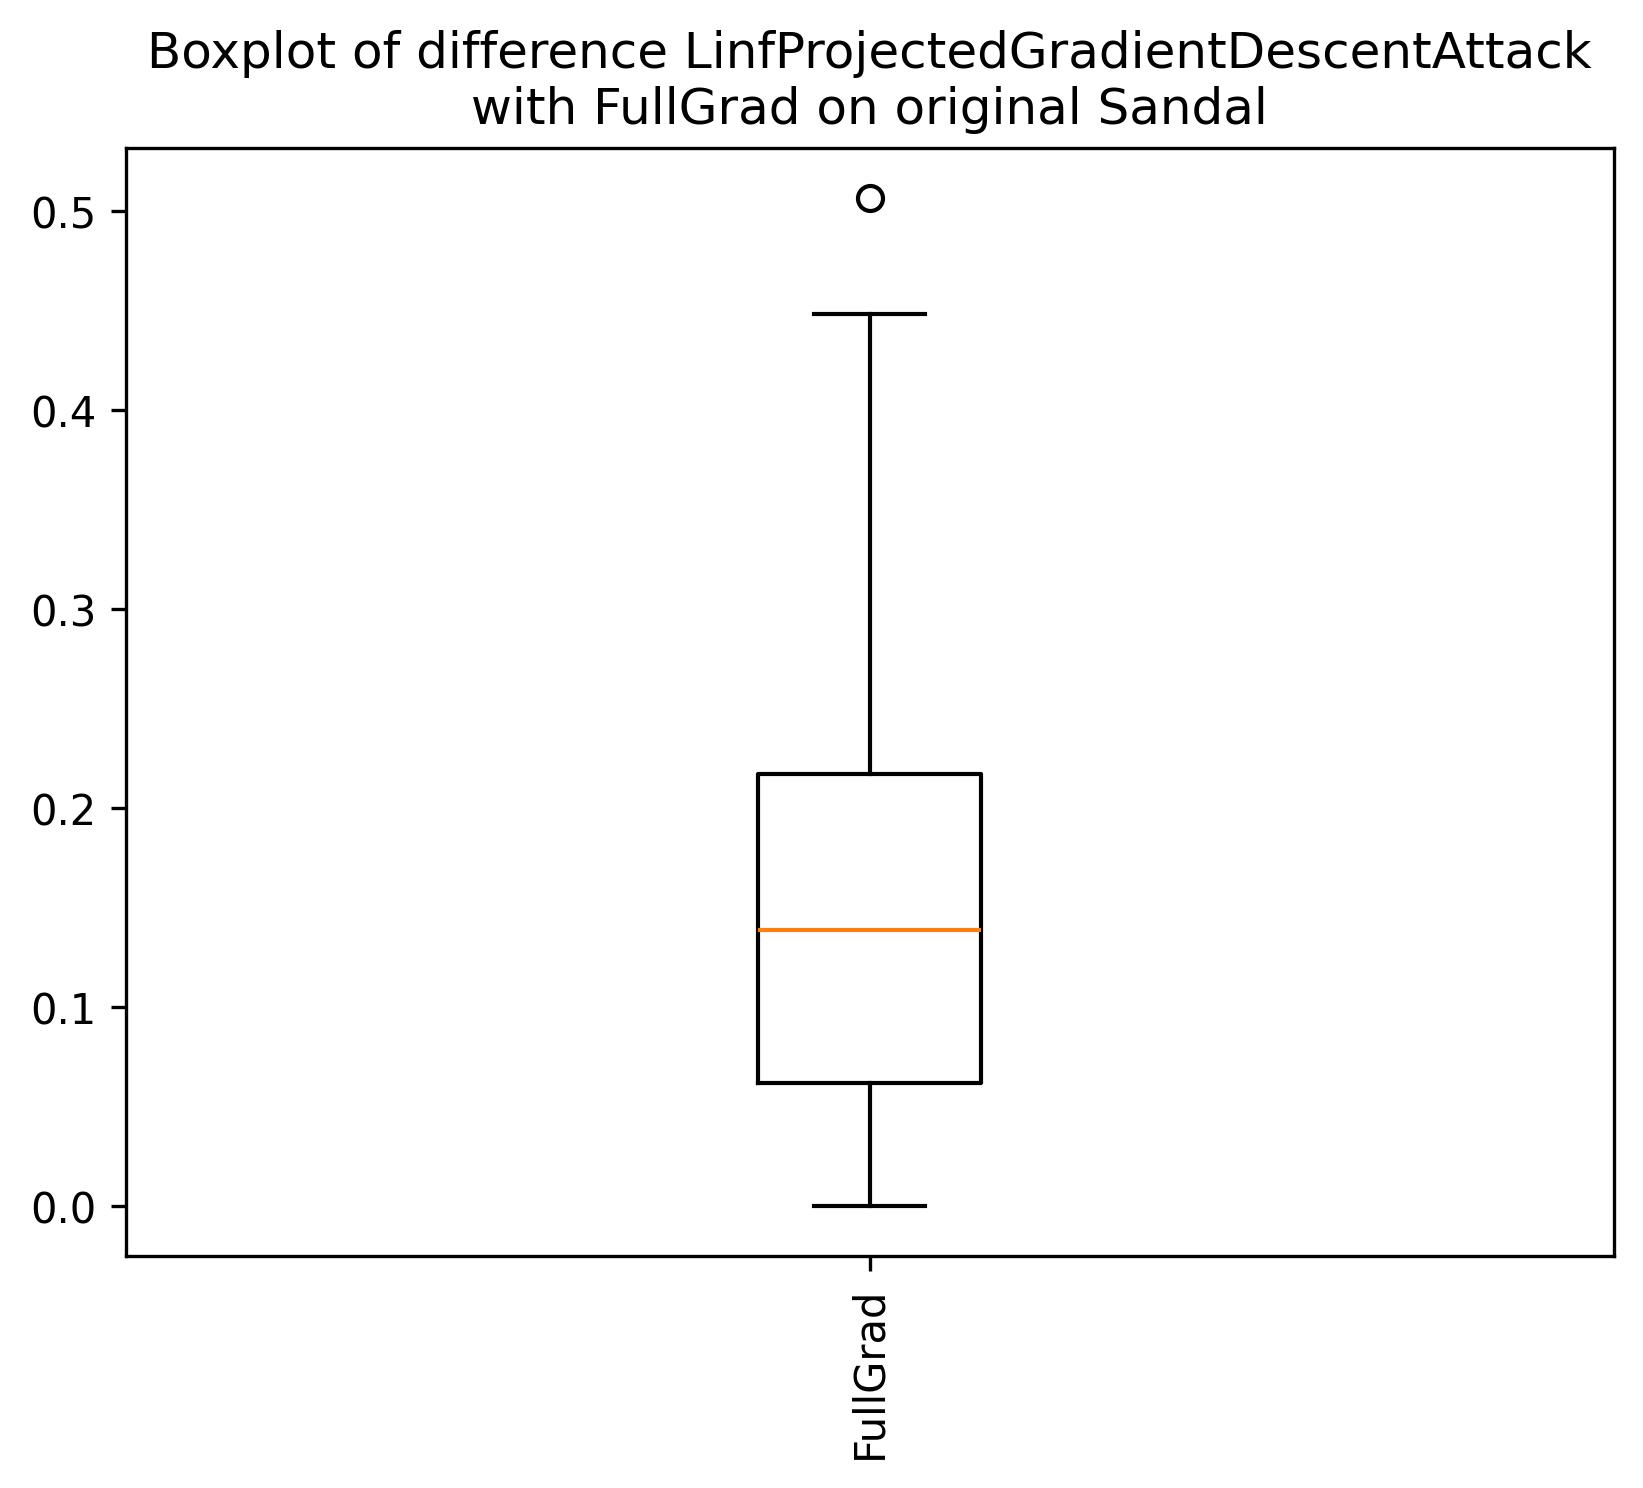 Boxplot of difference LinfProjectedGradientDescentAttack
with FullGrad on original Sandal
0.5
0.4
0.3
0.2
0.1
0.0
FullGrad